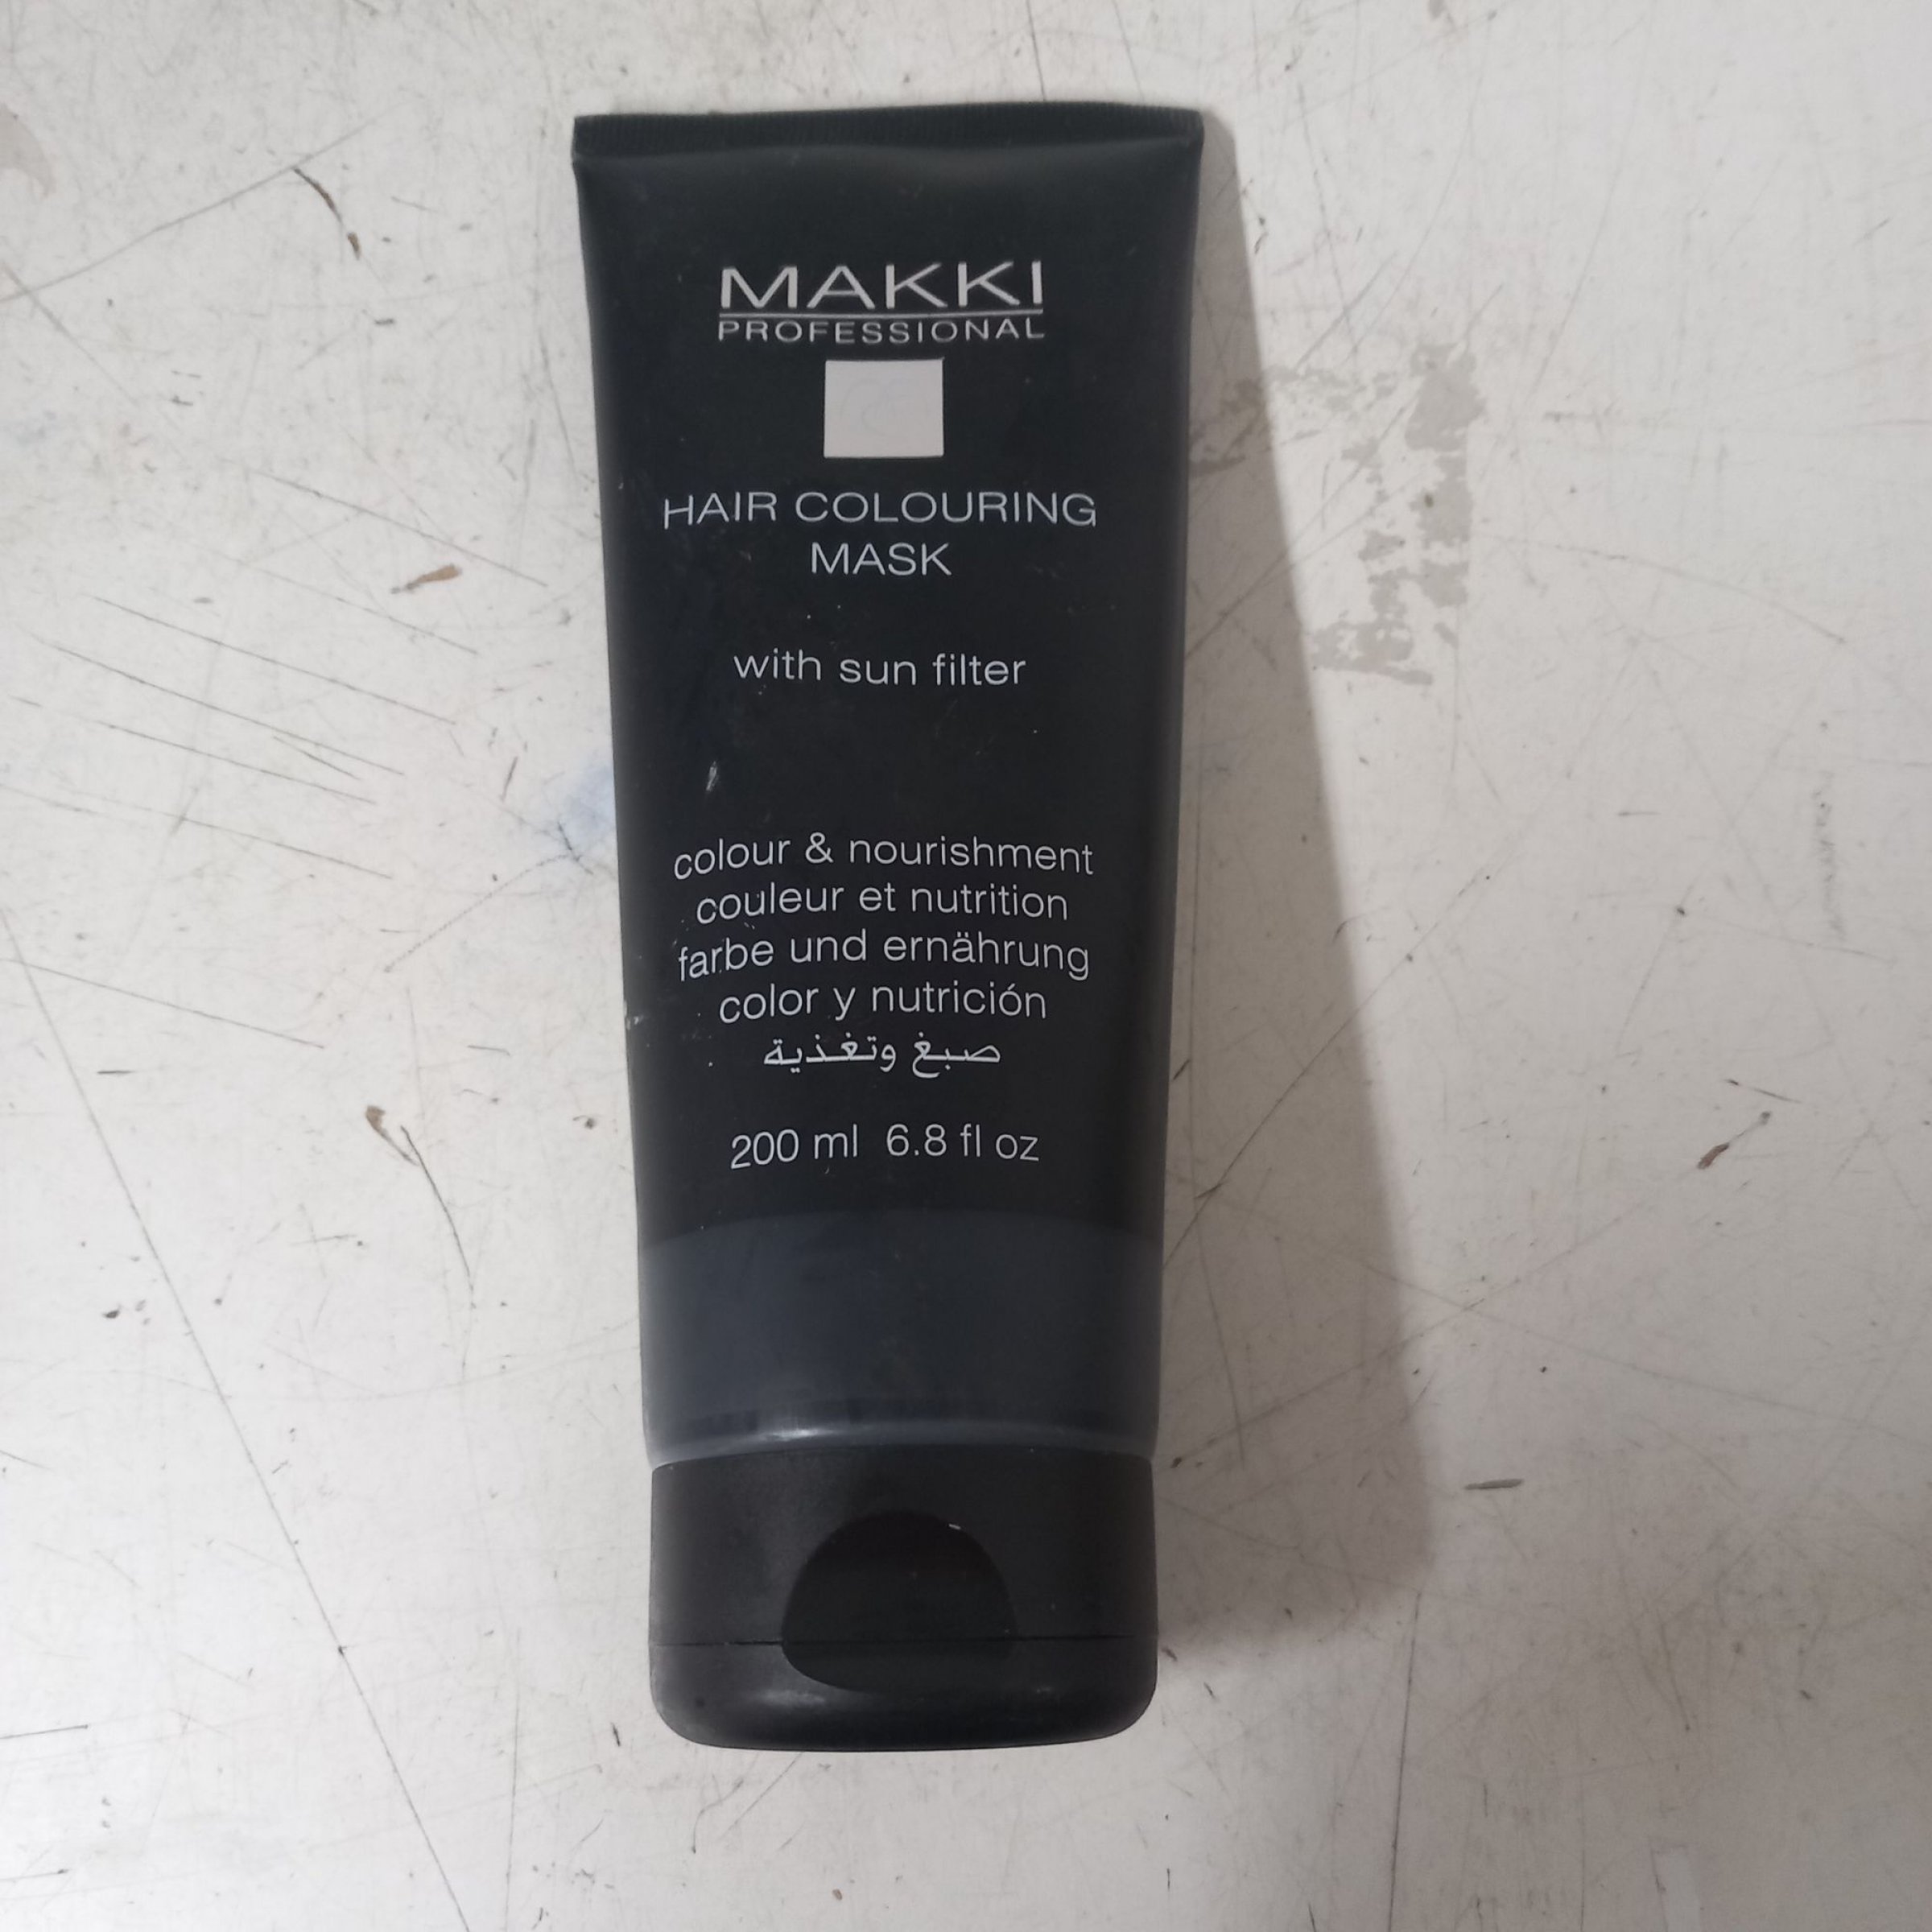 MAKKI
PROFESSIONAL
HAIR COLOURING
MASK
with sun filter
colour & nourishment
couleur et nutrition
farbe und ernährung
color y nutrición
صبغ وتغذية
200 ml 6.8 fl oz